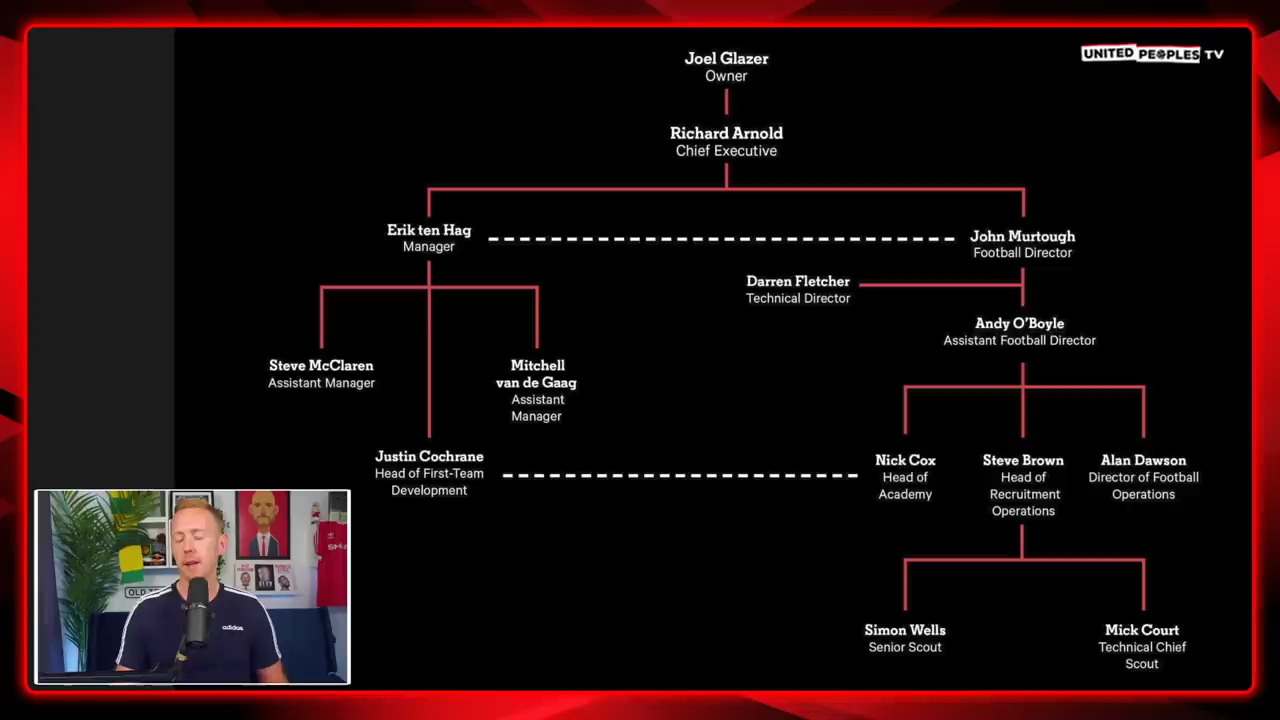 UNITED PEOPLES TV
Joel Glazer
Owner
Richard Arnold
Chief Executive
Erik ten Hag
Manager
John Murtough
Football Director
Darren Fletcher
Technical Director
Andy O'Boyle
Assistant Football Director
Steve McClaren
Assistant Manager
Mitchell
van de Gaag
Assistant
Manager
Justin Cochrane
Head of First-Team
Development
Nick Cox
Head of
Academy
Steve Brown
Head of
Recruitment
Operations
Alan Dawson
Director of Football
Operations
Simon Wells
Senior Scout
Mick Court
Technical Chief
Scout
adidas